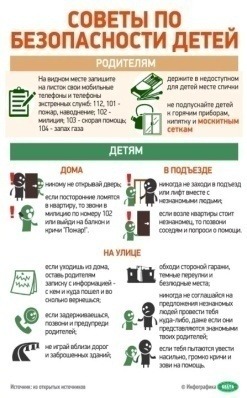 СОВЕТЫ ПО
БЕЗОПАСНОСТИ ДЕТЕЙ
РОДИТЕЛЯМ
На видном месте запишите
на листок свои мобильные
телефоны и телефоны
экстренных служб: 112, 101 -
пожар, наводнение; 102 -
милиция; 103 - скорая помощь;
104 - запах газа
держите в недоступном
для детей месте спички
не подпускайте детей
к горячим приборам,
кипятку и москитным
сеткам
ДЕТЯМ
ДОМА
никому не открывай дверь;
если посторонние ломятся
в квартиру, то звони в
милицию по номеру 102
или выйди на балкон и
кричи "Пожар!".
В ПОДЪЕЗДЕ
никогда не заходи в подъезд
или лифт вместе с
незнакомыми людьми;
если возле квартиры стоит
незнакомец, то позвони
соседям и попроси о помощи.
НА УЛИЦЕ
если уходишь из дома,
оставь родителям
записку с информацией -
с кем и куда пошел и во
сколько вернешься;
если задерживаешься,
позвони и предупреди
родителей;
не играй вблизи дорог
и заброшенных зданий;
обходи стороной гаражи,
темные переулки и
безлюдные места;
никогда не соглашайся на
предложения незнакомых
людей провести тебя
куда-либо, даже если они
представляются знакомыми
твоих родителей;
если тебя пытаются увести
насильно, громко кричи и
зови на помощь.
Источник: из открытых источников
© Инфографика